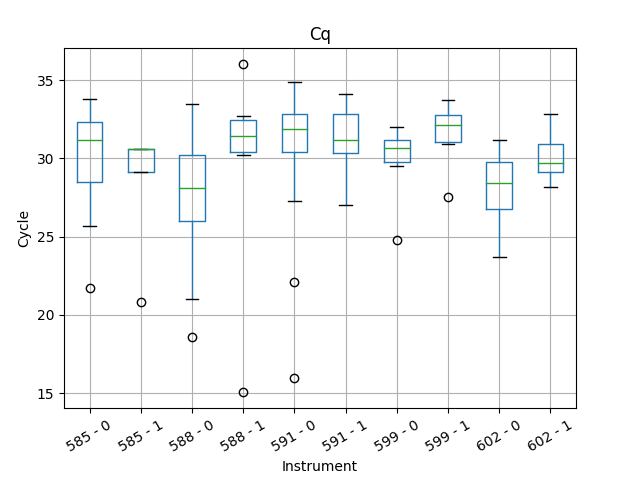 Cq
Cycle
35
30
25
20
15
585 - 0
585 - 1
588 - 0
588 - 1
591 - 0
591 - 1
599 - 0
599 - 1
602 - 0
602 - 1
Instrument